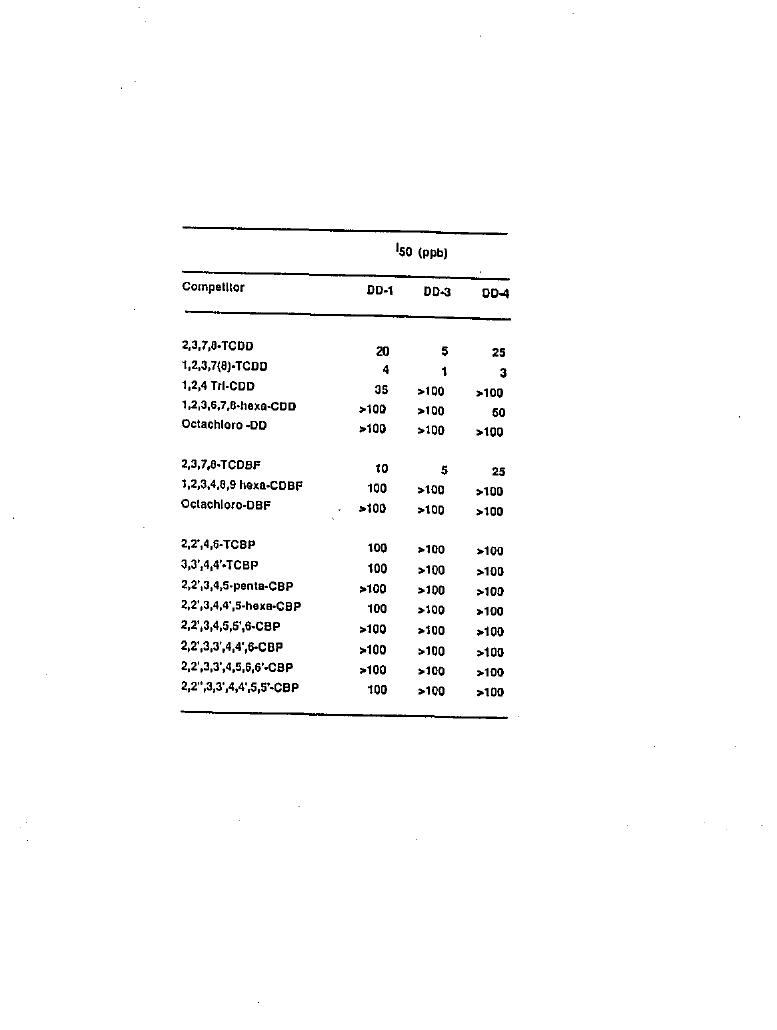 I50 (ppb)
Competitor DD-1 DD-3 DD-4
2,3,7,8-TCDD 20 5 25
1,2,3,7(8)-TCDD 4 1 3
1,2,4 Tri-CDD 35 >100 >100
1,2,3,6,7,8-hexa-CDD >100 >100 50
Octachloro -DD >100 >100 >100
2,3,7,8-TCDBF 10 5 25
1,2,3,4,8,9 hexa-CDBF 100 >100 >100
Octachloro-DBF >100 >100 >100
2,2',4,6-TCBP 100 >100 >100
3,3',4,4'-TCBP 100 >100 >100
2,2',3,4,5-penta-CBP >100 >100 >100
2,2',3,4,4',5-hexa-CBP 100 >100 >100
2,2',3,4,5,5',6-CBP >100 >100 >100
2,2',3,3',4,4',6-CBP >100 >100 >100
2,2',3,3',4,5,6,6'-CBP >100 >100 >100
2,2'',3,3',4,4',5,5'-CBP 100 >100 >100